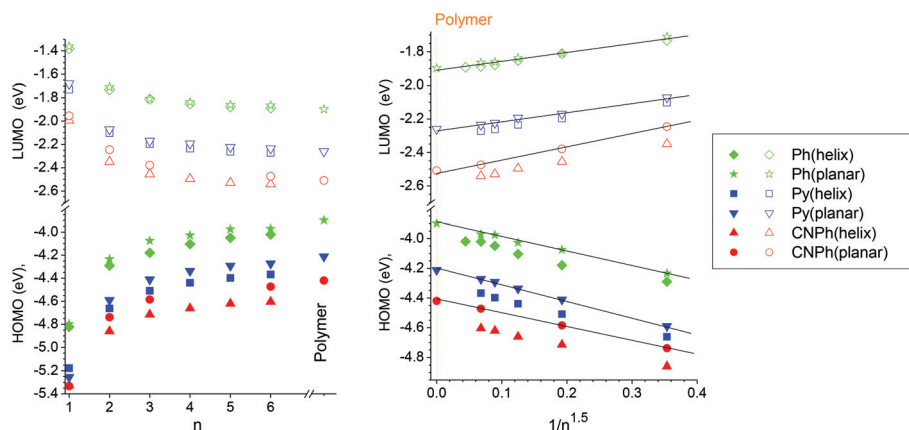 Polymer
LUMO (eV)
-1.4
-1.6
-1.8
-2.0
-2.2
-2.4
-2.6
HOMO (eV),
-4.0
-4.2
-4.4
-4.6
-4.8
-5.2
-5.4
1
2
3
4
5
6
Polymer
n
LUMO (eV)
-1.8
-2.0
-2.2
-2.6
HOMO (eV),
-4.0
-4.2
-4.4
-4.6
-4.8
0.0
0.1
0.2
0.3
0.4
1/n^1.5
Ph(helix)
Ph(planar)
Py(helix)
Py(planar)
CNPh(helix)
CNPh(planar)